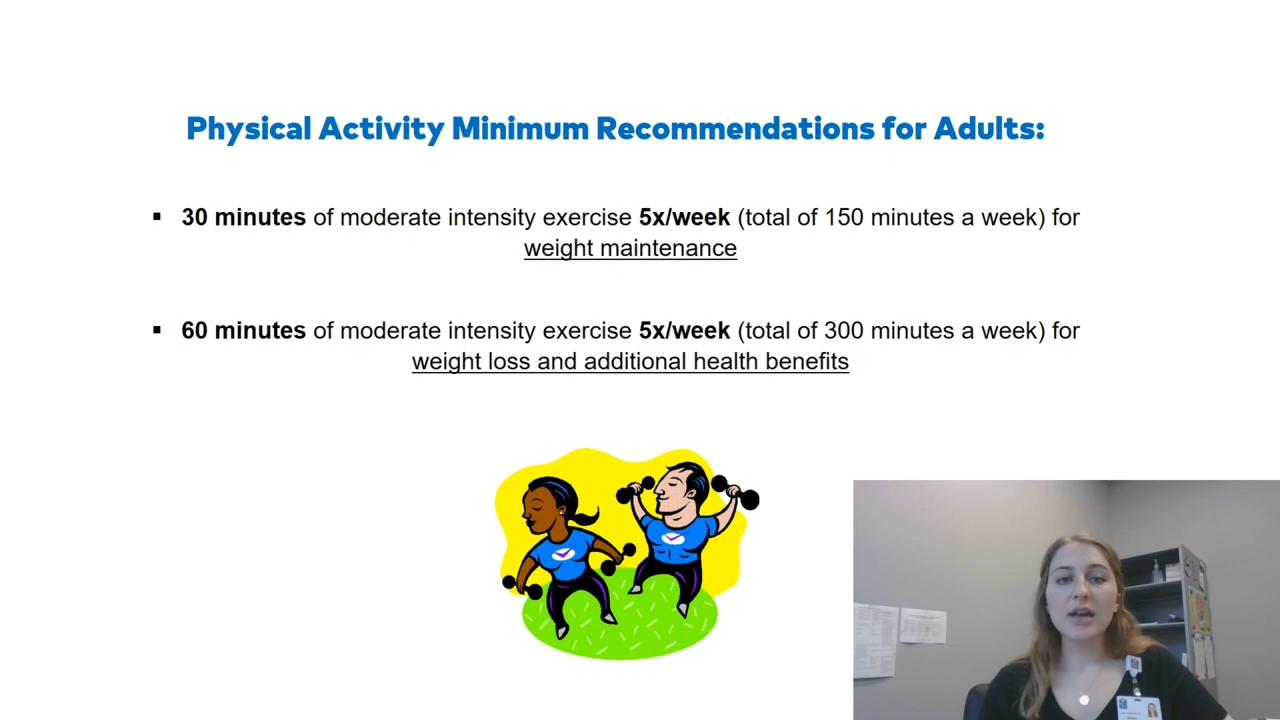 Physical Activity Minimum Recommendations for Adults:
▪ 30 minutes of moderate intensity exercise 5x/week (total of 150 minutes a week) for
weight maintenance
▪ 60 minutes of moderate intensity exercise 5x/week (total of 300 minutes a week) for
weight loss and additional health benefits